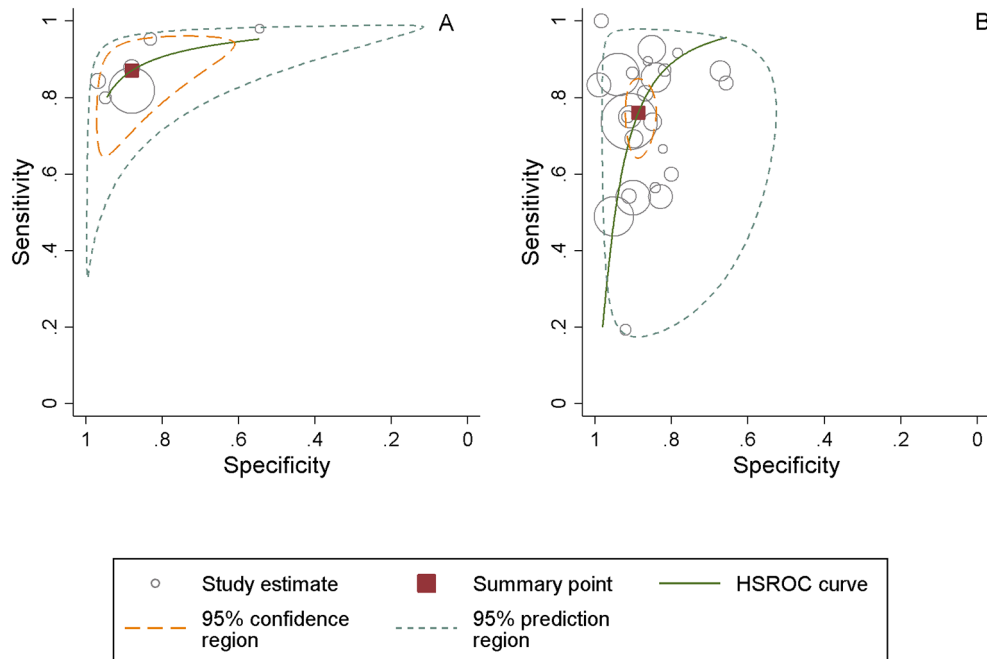 A
1
.8
.6
.4
.2
0
Sensitivity
1
.8
.6
.4
.2
0
Specificity
B
1
.8
.6
.4
.2
0
Sensitivity
1
.8
.6
.4
.2
0
Specificity
Study estimate
Summary point
HSROC curve
95% confidence
region
95% prediction
region